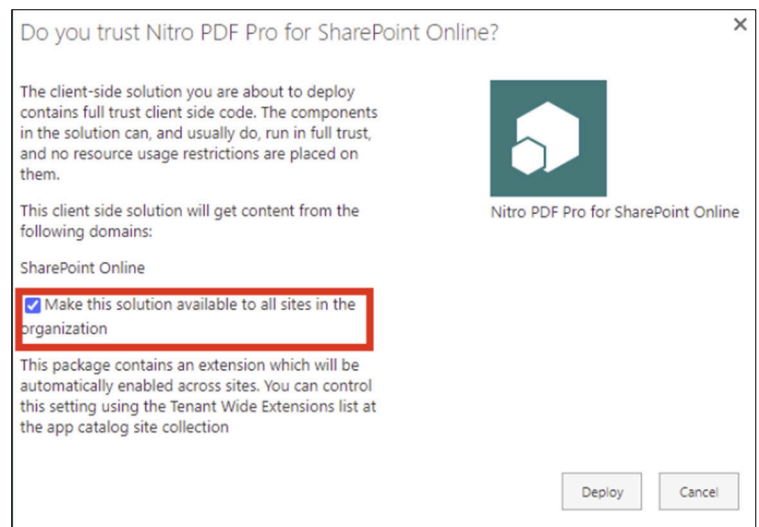 Do you trust Nitro PDF Pro for SharePoint Online?
The client-side solution you are about to deploy
contains full trust client side code. The components
in the solution can, and usually do, run in full trust,
and no resource usage restrictions are placed on
them.
This client side solution will get content from the
following domains:
SharePoint Online
Make this solution available to all sites in the
organization
This package contains an extension which will be
automatically enabled across sites. You can control
this setting using the Tenant Wide Extensions list at
the app catalog site collection
Nitro PDF Pro for SharePoint Online
Deploy
Cancel